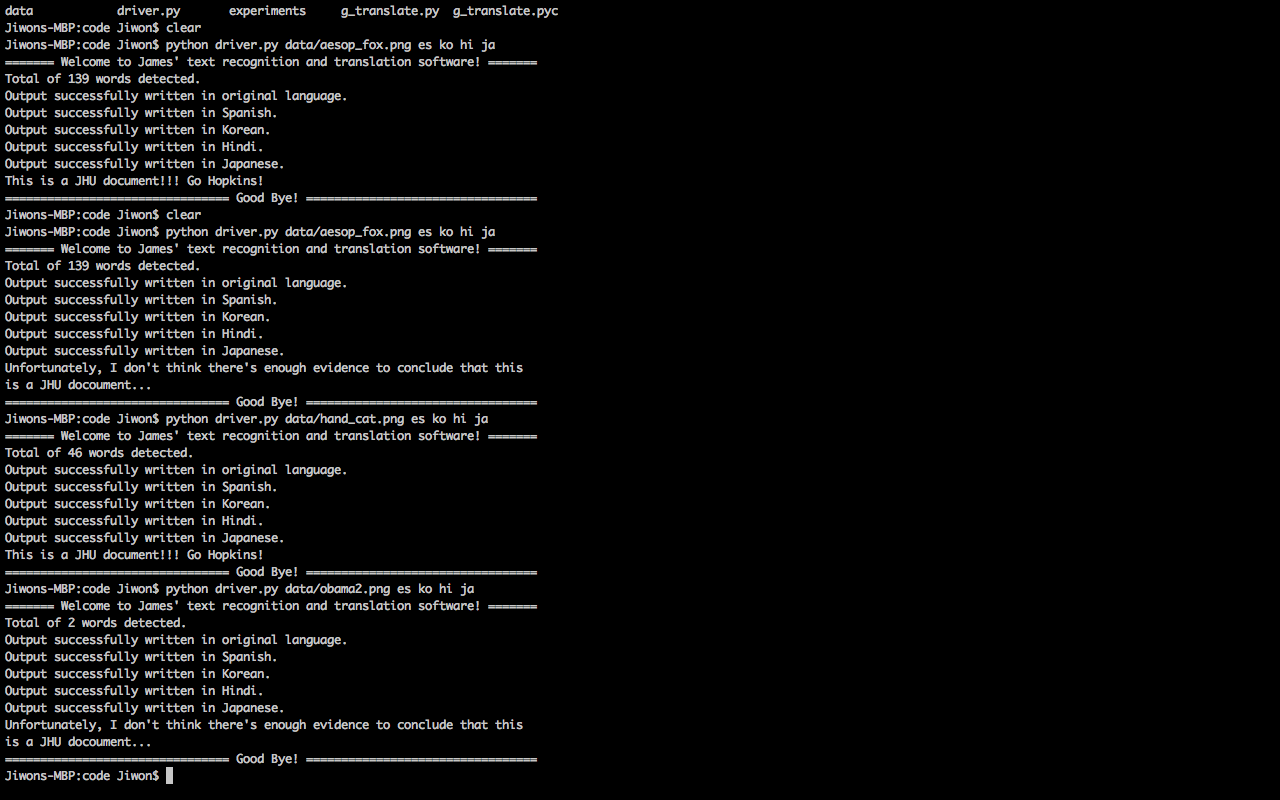 data driver.py experiments g_translate.py g_translate.pyc
Jiwons-MBP:code Jiwon$ clear
Jiwons-MBP:code Jiwon$ python driver.py data/aesop_fox.png es ko hi ja
======= Welcome to James' text recognition and translation software! =======
Total of 139 words detected.
Output successfully written in original language.
Output successfully written in Spanish.
Output successfully written in Korean.
Output successfully written in Hindi.
Output successfully written in Japanese.
This is a JHU document!!! Go Hopkins!
================================ Good Bye! =================================
Jiwons-MBP:code Jiwon$ clear
Jiwons-MBP:code Jiwon$ python driver.py data/aesop_fox.png es ko hi ja
======= Welcome to James' text recognition and translation software! =======
Total of 139 words detected.
Output successfully written in original language.
Output successfully written in Spanish.
Output successfully written in Korean.
Output successfully written in Hindi.
Output successfully written in Japanese.
Unfortunately, I don't think there's enough evidence to conclude that this
is a JHU docoument...
================================ Good Bye! =================================
Jiwons-MBP:code Jiwon$ python driver.py data/hand_cat.png es ko hi ja
======= Welcome to James' text recognition and translation software! =======
Total of 46 words detected.
Output successfully written in original language.
Output successfully written in Spanish.
Output successfully written in Korean.
Output successfully written in Hindi.
Output successfully written in Japanese.
This is a JHU document!!! Go Hopkins!
================================ Good Bye! =================================
Jiwons-MBP:code Jiwon$ python driver.py data/obama2.png es ko hi ja
======= Welcome to James' text recognition and translation software! =======
Total of 2 words detected.
Output successfully written in original language.
Output successfully written in Spanish.
Output successfully written in Korean.
Output successfully written in Hindi.
Output successfully written in Japanese.
Unfortunately, I don't think there's enough evidence to conclude that this
is a JHU docoument...
================================ Good Bye! =================================
Jiwons-MBP:code Jiwon$